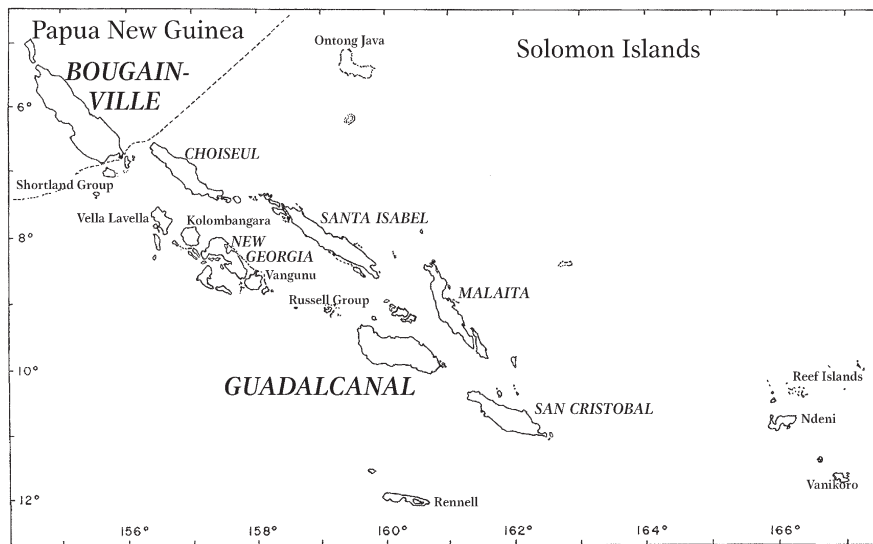 Papua New Guinea
Ontong Java
Solomon Islands
BOUGAIN-
VILLE
6°
CHOISEUL
Shortland Group
Vella Lavella
Kolombangara
SANTA ISABEL
8°
NEW
GEORGIA
Vangunu
MALAITA
Russell Group
10°
GUADALCANAL
Reef Islands
SAN CRISTOBAL
Ndeni
Vanikoro
12°
Rennell
156°
158°
160°
162°
164°
166°